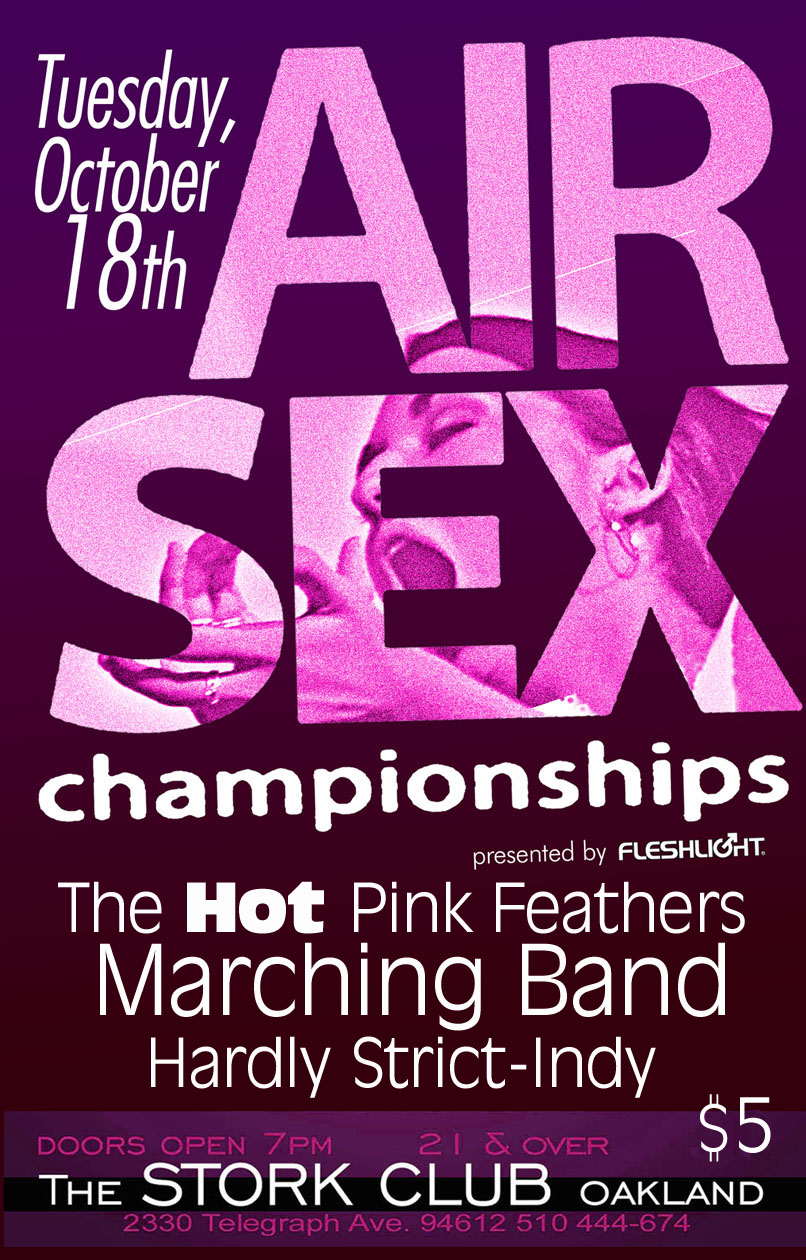 Tuesday,
October
18th
AIR
SEX
championships
presented by FLESHLIGHT®
The Hot Pink Feathers
Marching Band
Hardly Strict-Indy
$5
DOORS OPEN 7PM 21 & OVER
THE STORK CLUB OAKLAND
2330 Telegraph Ave. 94612 510 444-674